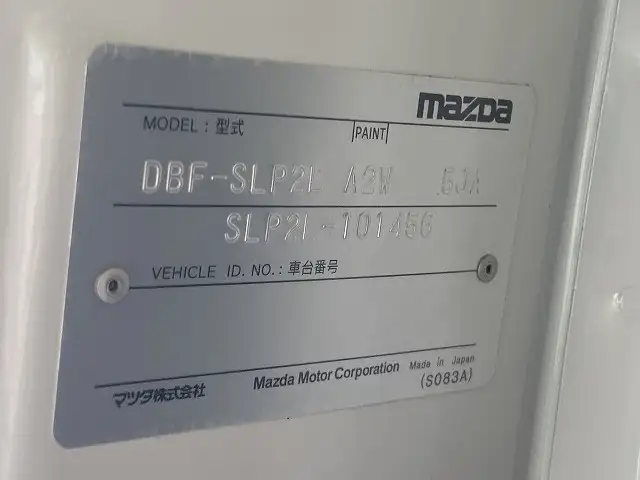 mazda
MODEL : 型式 PAINT
DBF-SLP2L A2W 5JA
SLP2L-101456
VEHICLE ID. NO. : 車台番号
マツダ株式会社 Mazda Motor Corporation Made in Japan
(S083A)